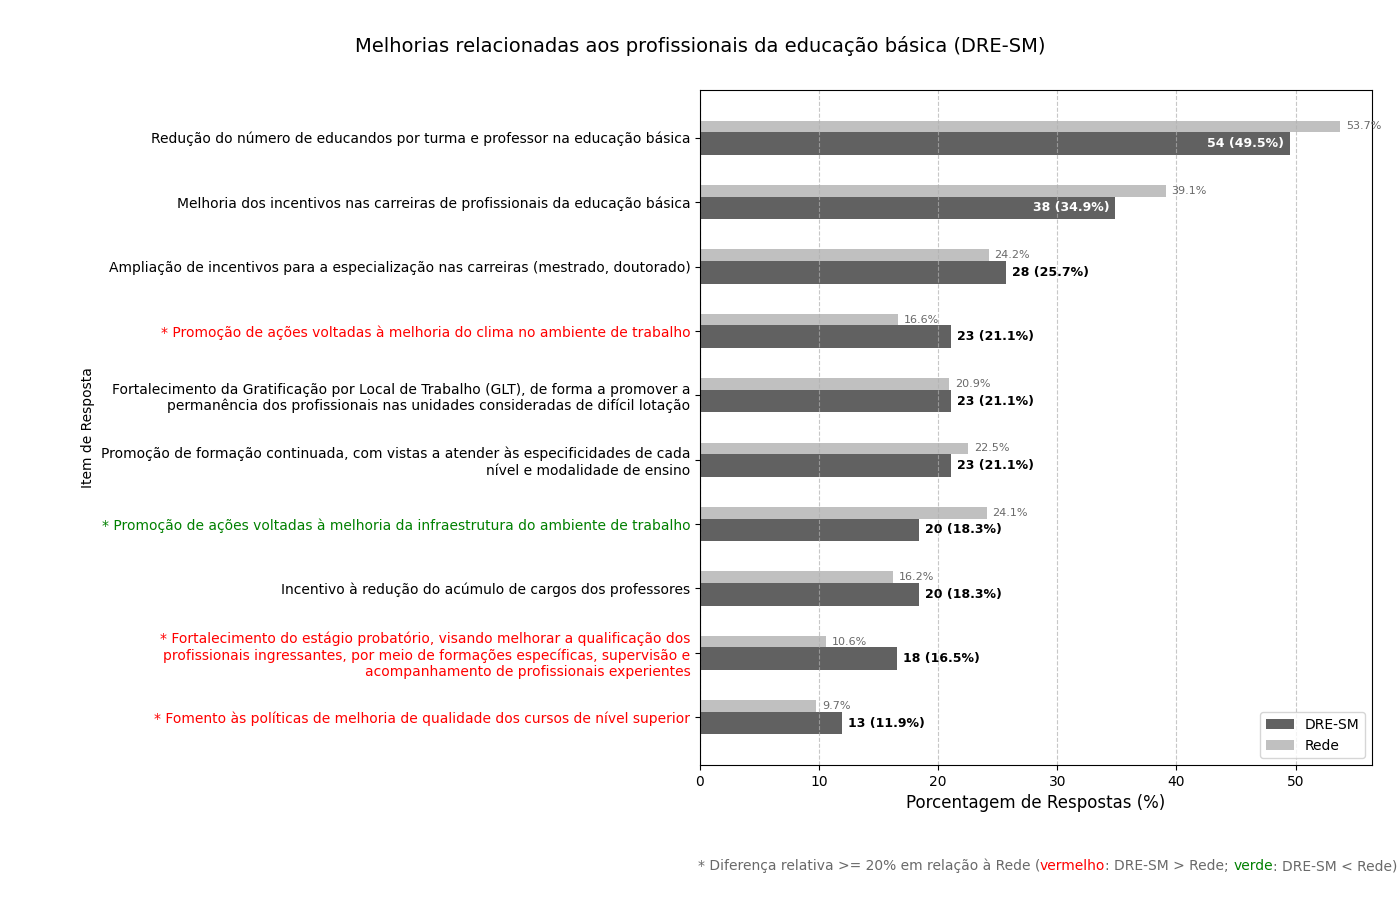 Melhorias relacionadas aos profissionais da educação básica (DRE-SM)
Redução do número de educandos por turma e professor na educação básica
53.7%
54 (49.5%)
Melhoria dos incentivos nas carreiras de profissionais da educação básica
39.1%
38 (34.9%)
Ampliação de incentivos para a especialização nas carreiras (mestrado, doutorado)
24.2%
28 (25.7%)
* Promoção de ações voltadas à melhoria do clima no ambiente de trabalho
16.6%
23 (21.1%)
Fortalecimento da Gratificação por Local de Trabalho (GLT), de forma a promover a
permanência dos profissionais nas unidades consideradas de difícil lotação
20.9%
23 (21.1%)
Promoção de formação continuada, com vistas a atender às especificidades de cada
nível e modalidade de ensino
22.5%
23 (21.1%)
* Promoção de ações voltadas à melhoria da infraestrutura do ambiente de trabalho
24.1%
20 (18.3%)
Incentivo à redução do acúmulo de cargos dos professores
16.2%
20 (18.3%)
* Fortalecimento do estágio probatório, visando melhorar a qualificação dos
profissionais ingressantes, por meio de formações específicas, supervisão e
acompanhamento de profissionais experientes
10.6%
18 (16.5%)
* Fomento às políticas de melhoria de qualidade dos cursos de nível superior
9.7%
13 (11.9%)
Item de Resposta
DRE-SM
Rede
0 10 20 30 40 50
Porcentagem de Respostas (%)
* Diferença relativa >= 20% em relação à Rede (vermelho: DRE-SM > Rede; verde: DRE-SM < Rede)